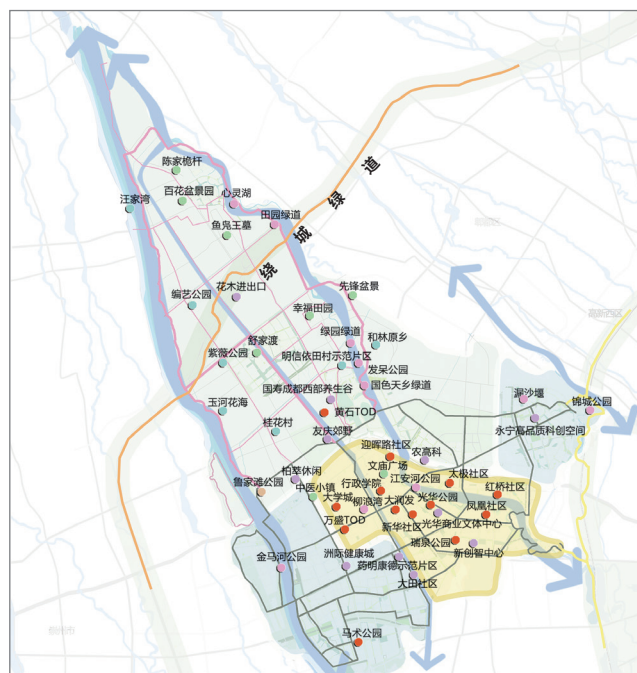 陈家桅杆
百花盆景园
心灵湖
汪家湾
鱼凫王墓
田园绿道
绕城绿道
编艺公园
花木进出口
先锋盆景
幸福田园
舒家渡
绿园绿道
和林原乡
紫薇公园
明信依田村示范片区
发呆公园
国色天乡绿道
国寿成都西部养生谷
玉河花海
黄石TOD
漏沙堰
锦城公园
永宁高品质科创空间
桂花村
友庆郊野
迎晖路社区
农高科
柏萃休闲
文庙广场
鲁家滩公园
中医小镇
行政学院
江安河公园
太极社区
大学城
柳浪湾
大润发
光华公园
红桥社区
凤凰社区
万盛TOD
新华社区
光华商业文体中心
瑞泉公园
新创智中心
金马河公园
洲际健康城
药明康德示范片区
大田社区
马术公园
高新西区